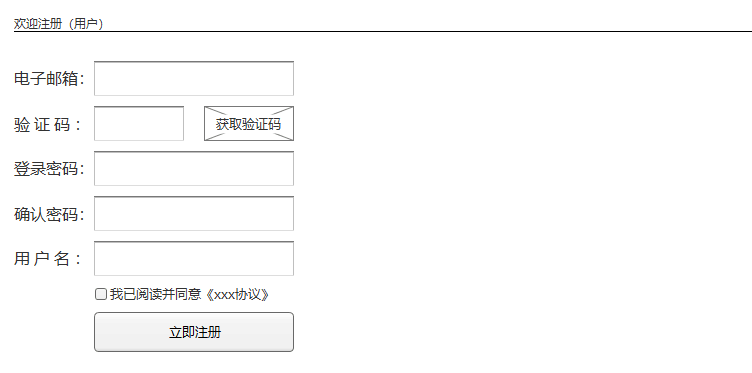 欢迎注册（用户）
电子邮箱：
验 证 码 ： 获取验证码
登录密码：
确认密码：
用 户 名 ：
我已阅读并同意《xxx协议》
立即注册